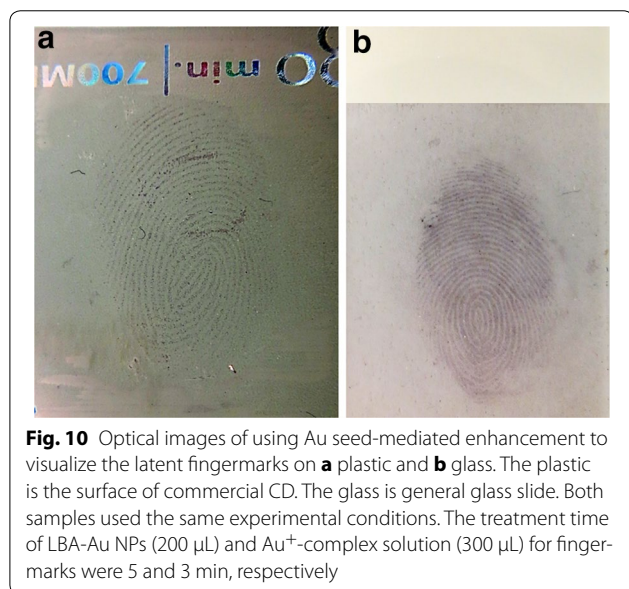 a
b
80 min | 700M
Fig. 10 Optical images of using Au seed-mediated enhancement to
visualize the latent fingermarks on a plastic and b glass. The plastic
is the surface of commercial CD. The glass is general glass slide. Both
samples used the same experimental conditions. The treatment time
of LBA-Au NPs (200 μL) and Au⁺-complex solution (300 μL) for finger-
marks were 5 and 3 min, respectively